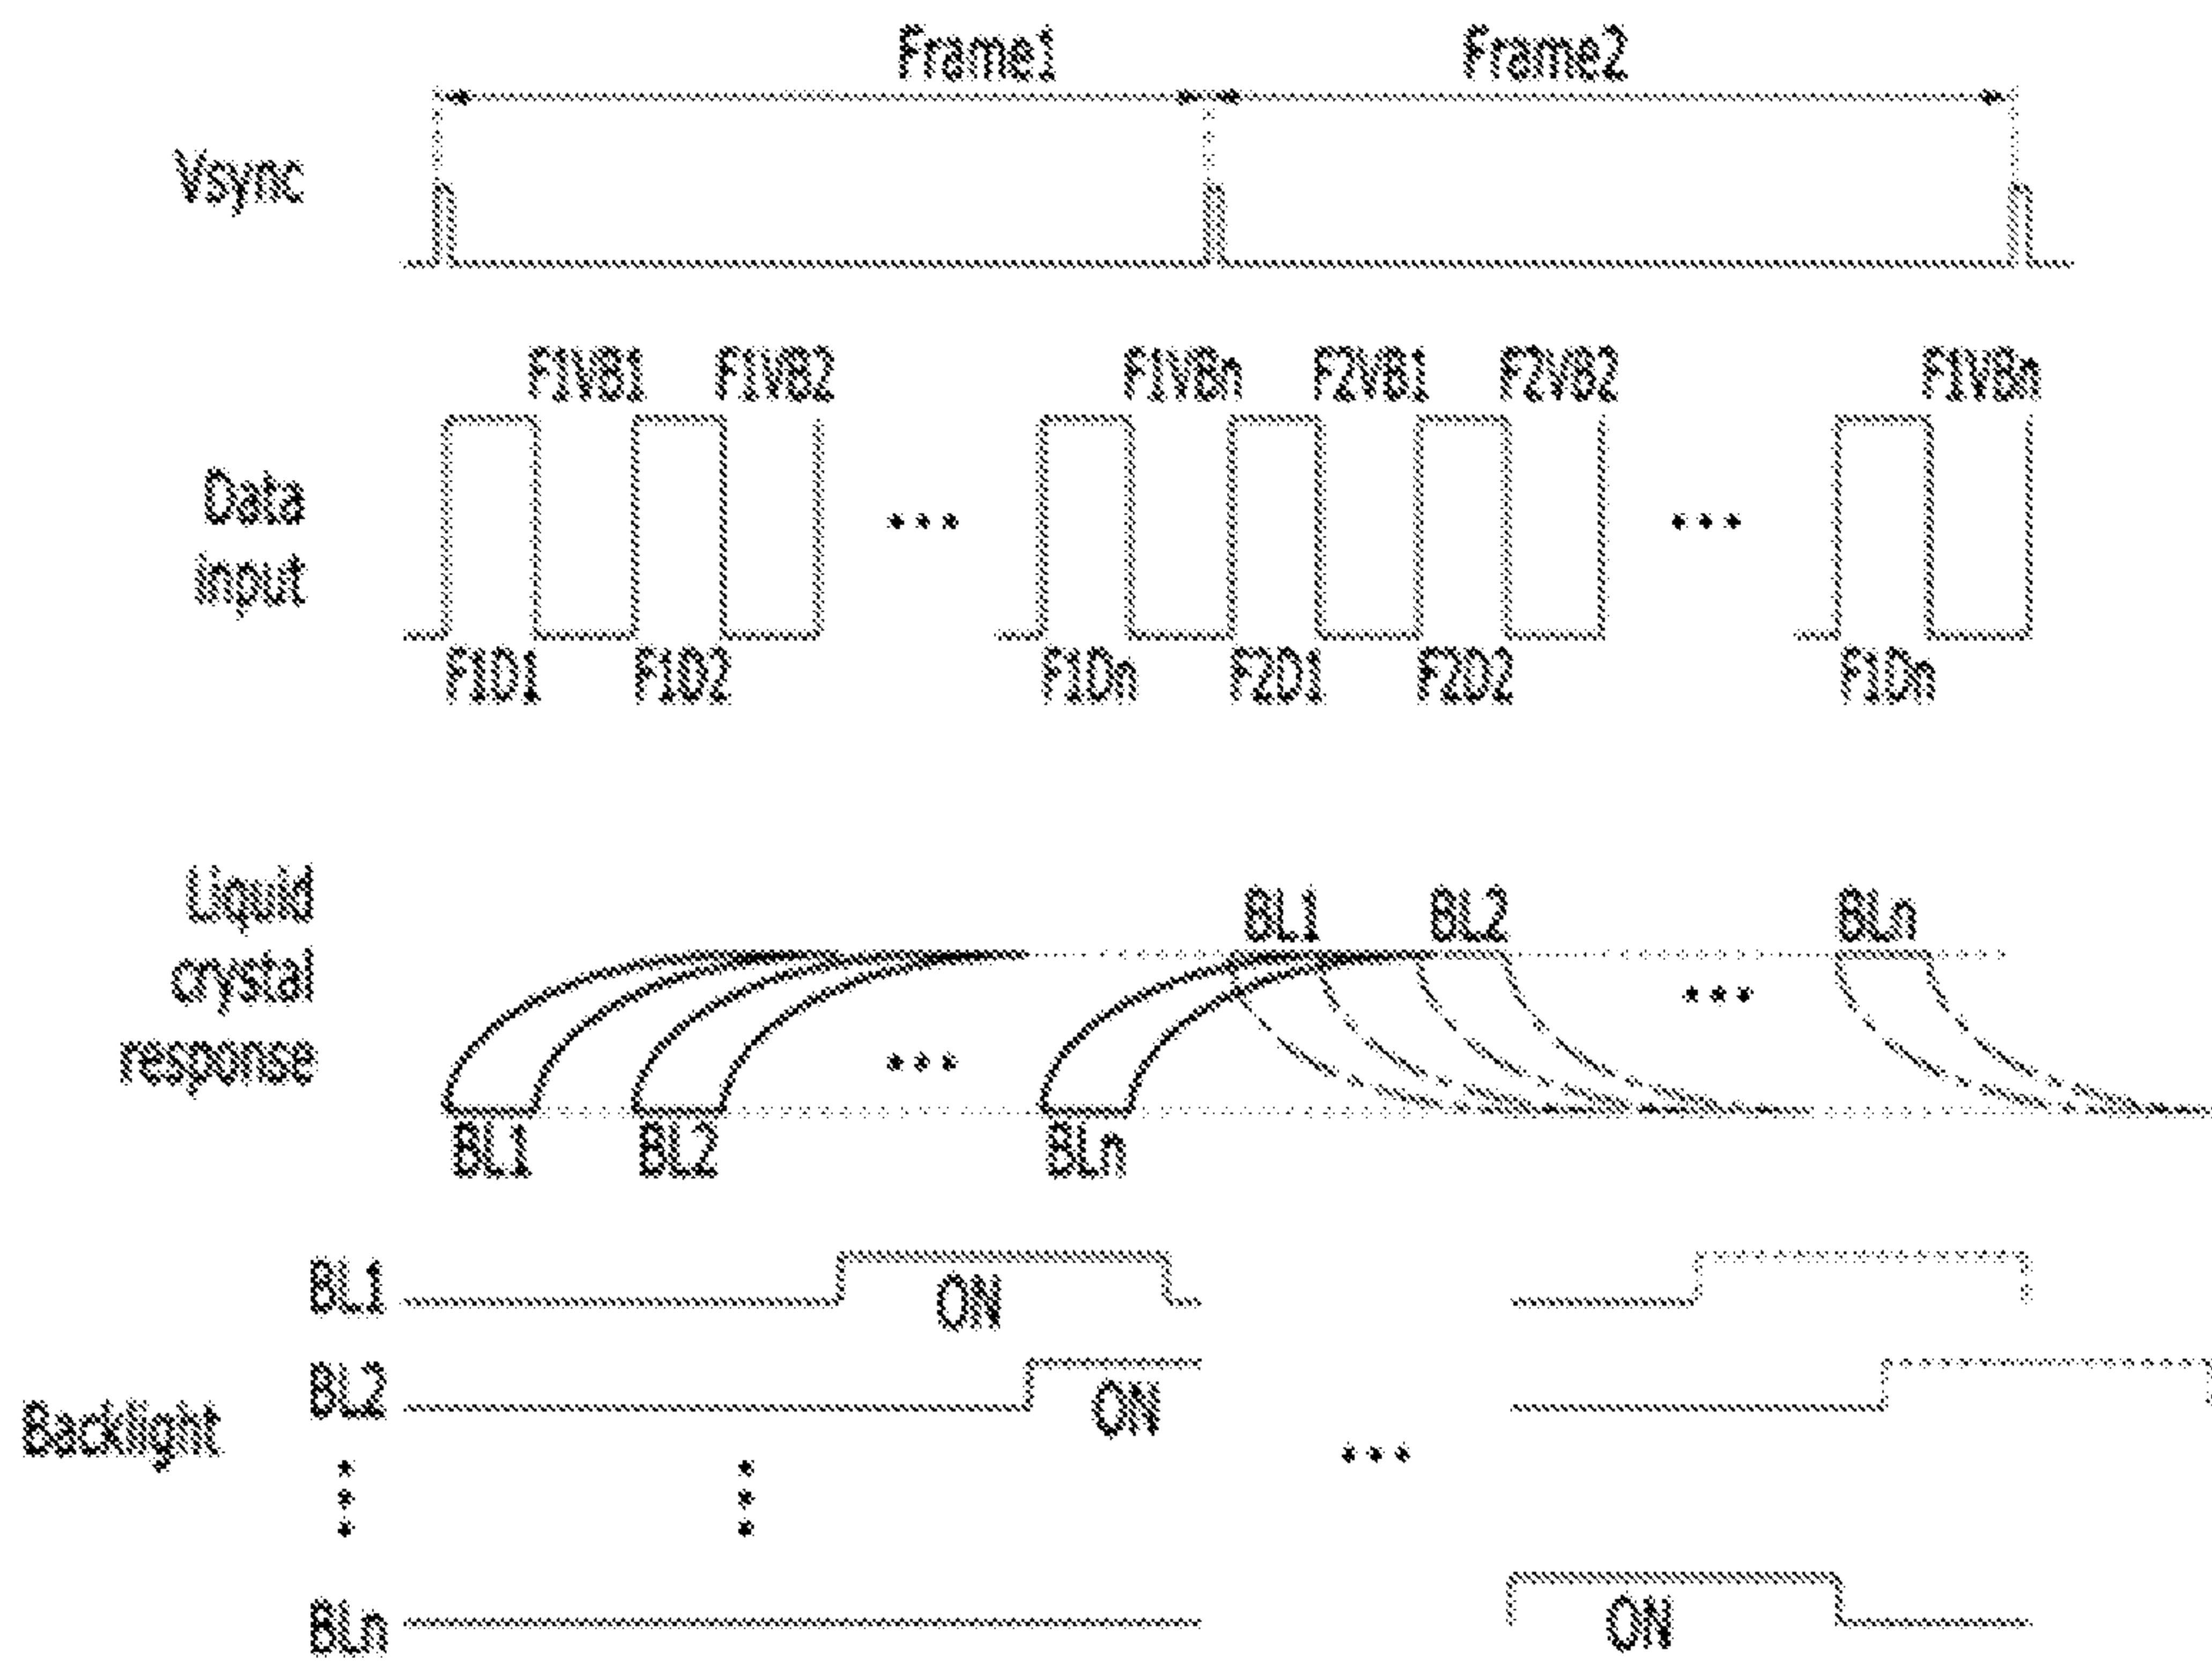 Frame1 Frame2
Vsync
F1VB1 F1VB2 F1VBn F2VB1 F2VB2 F1VBn
Data
input
...
...
F1D1 F1D2 F1Dn F2D1 F2D2 F1Dn
Liquid
crystal
response
BL1 BL2 BLn
...
...
BL1 BL2 BLn
Backlight
BL1 ON
BL2 ON
...
BLn ON